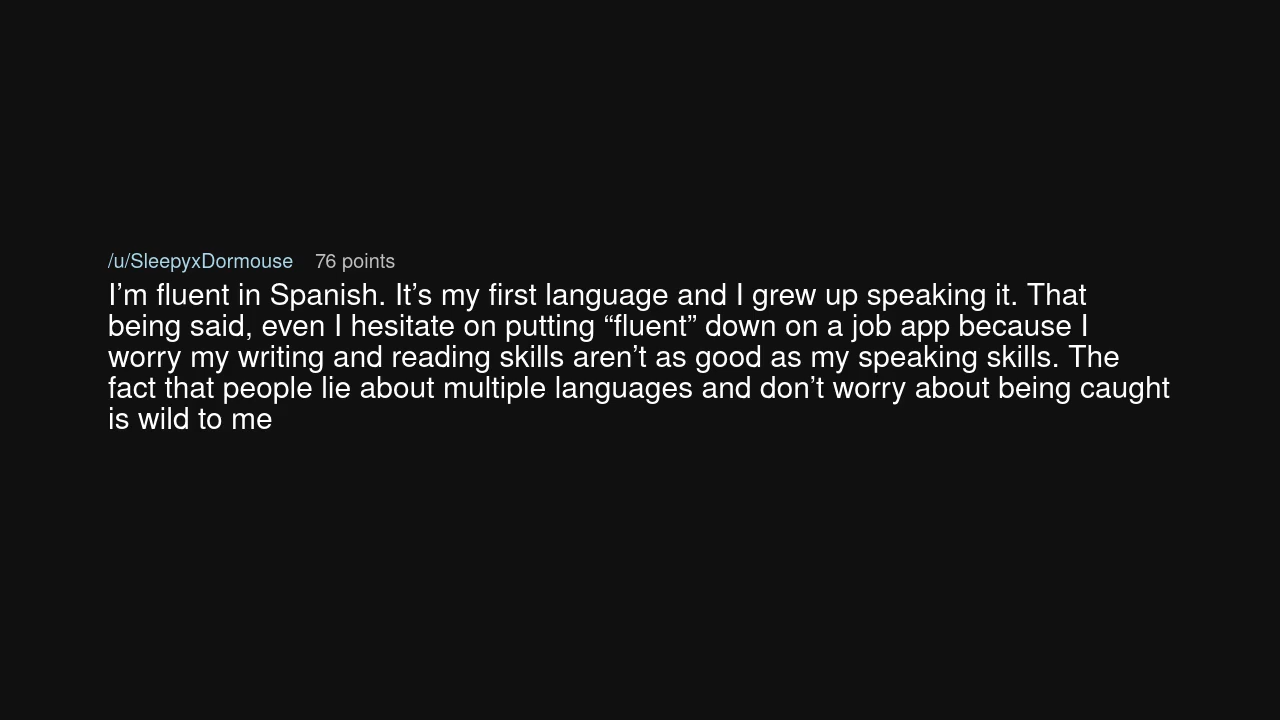 /u/SleepyxDormouse 76 points
I’m fluent in Spanish. It’s my first language and I grew up speaking it. That
being said, even I hesitate on putting “fluent” down on a job app because I
worry my writing and reading skills aren’t as good as my speaking skills. The
fact that people lie about multiple languages and don’t worry about being caught
is wild to me